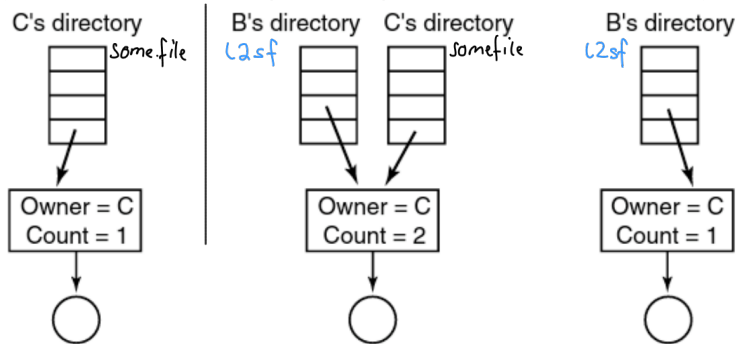 C's directory
somefile
Owner = C
Count = 1
B's directory
C's directory
l2sf
somefile
Owner = C
Count = 2
B's directory
l2sf
Owner = C
Count = 1